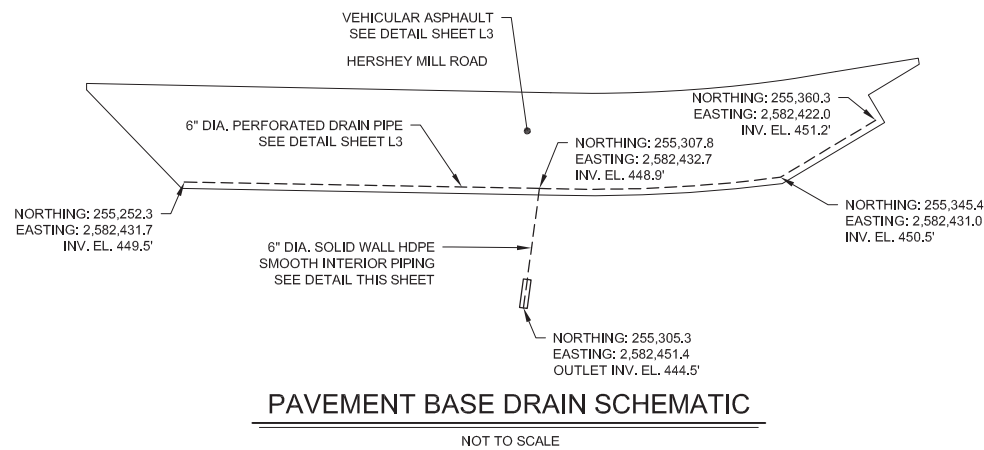 VEHICULAR ASPHAULT
SEE DETAIL SHEET L3
HERSHEY MILL ROAD
6" DIA. PERFORATED DRAIN PIPE
SEE DETAIL SHEET L3
NORTHING: 255,360.3
EASTING: 2,582,422.0
INV. EL. 451.2'
NORTHING: 255,307.8
EASTING: 2,582,432.7
INV. EL. 448.9'
NORTHING: 255,252.3
EASTING: 2,582,431.7
INV. EL. 449.5'
NORTHING: 255,345.4
EASTING: 2,582,431.0
INV. EL. 450.5'
6" DIA. SOLID WALL HDPE
SMOOTH INTERIOR PIPING
SEE DETAIL THIS SHEET
NORTHING: 255,305.3
EASTING: 2,582,451.4
OUTLET INV. EL. 444.5'
PAVEMENT BASE DRAIN SCHEMATIC
NOT TO SCALE